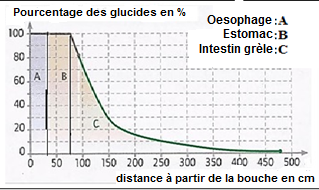 Pourcentage des glucides en %
Oesophage:A
Estomac:B
Intestin grèle:C
100
80
60
40
20
0
A
B
C
0 50 100 150 200 250 300 350 400 450 500
distance à partir de la bouche en cm